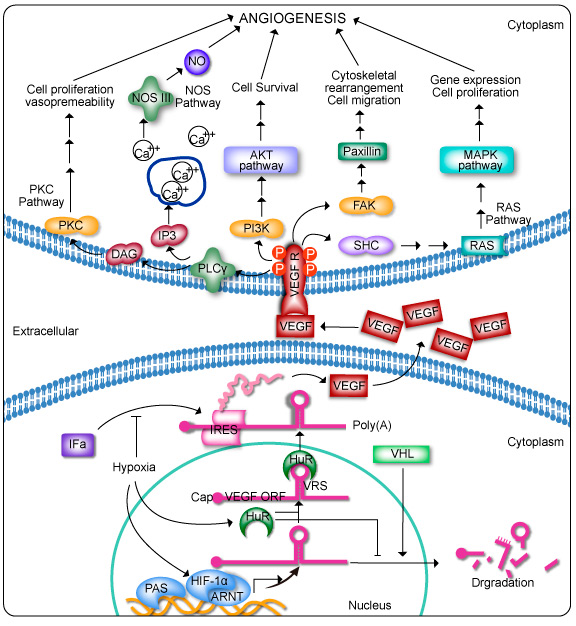 ANGIOGENESIS
Cytoplasm
NO
Cell proliferation
vasopremeability
NOS III
NOS
Pathway
Cell Survival
Cytoskeletal
rearrangement
Cell migration
Gene expression
Cell proliferation
Ca++
Ca++
Ca++
Ca++
AKT
pathway
Paxillin
MAPK
pathway
PKC
Pathway
PKC
IP3
PI3K
FAK
RAS
Pathway
DAG
PLCγ
P
P
P
P
VEGF R
SHC
RAS
Extracellular
VEGF
VEGF
VEGF
VEGF
VEGF
VEGF
IRES
Poly(A)
IFa
Cytoplasm
Hypoxia
HuR
VHL
Cap
VEGF ORF
VRS
HuR
PAS
HIF-1α
ARNT
Drgradation
Nucleus